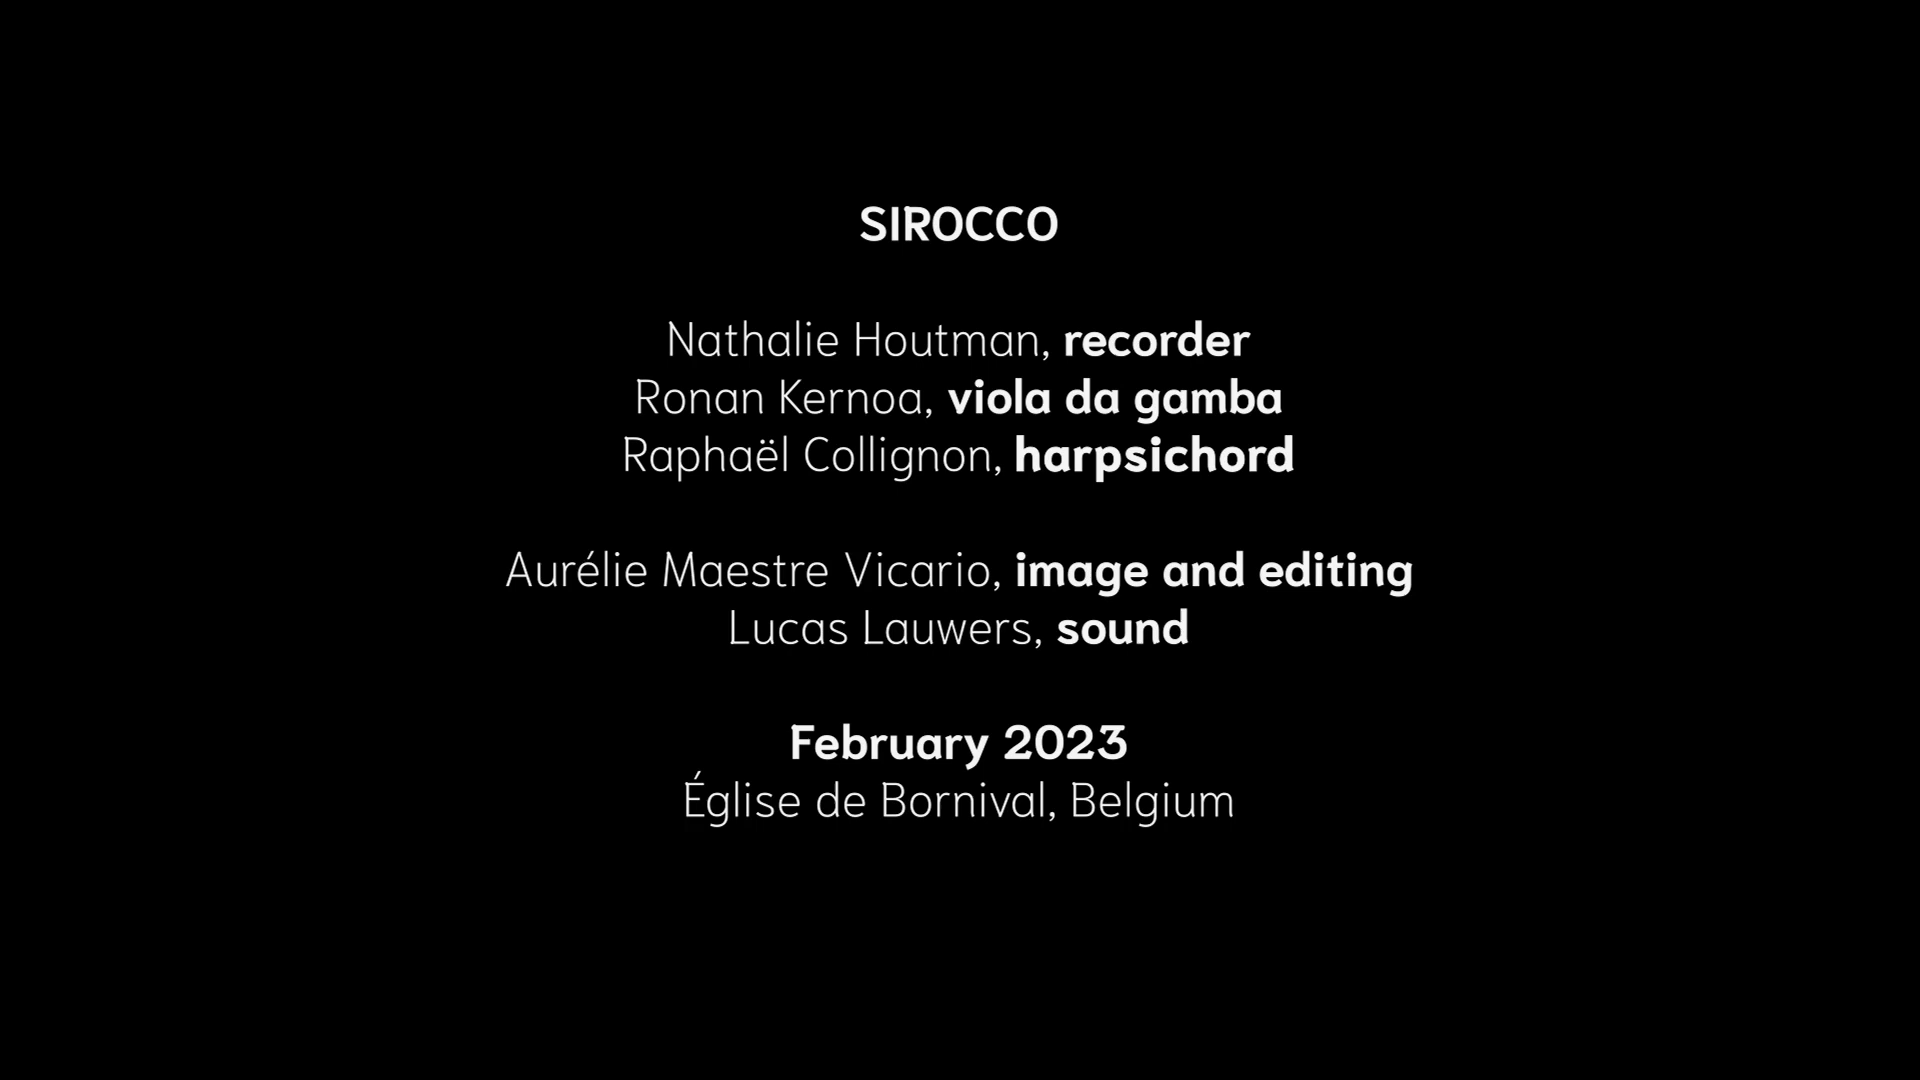 SIROCCO
Nathalie Houtman, recorder
Ronan Kernoa, viola da gamba
Raphaël Collignon, harpsichord
Aurélie Maestre Vicario, image and editing
Lucas Lauwers, sound
February 2023
Église de Bornival, Belgium